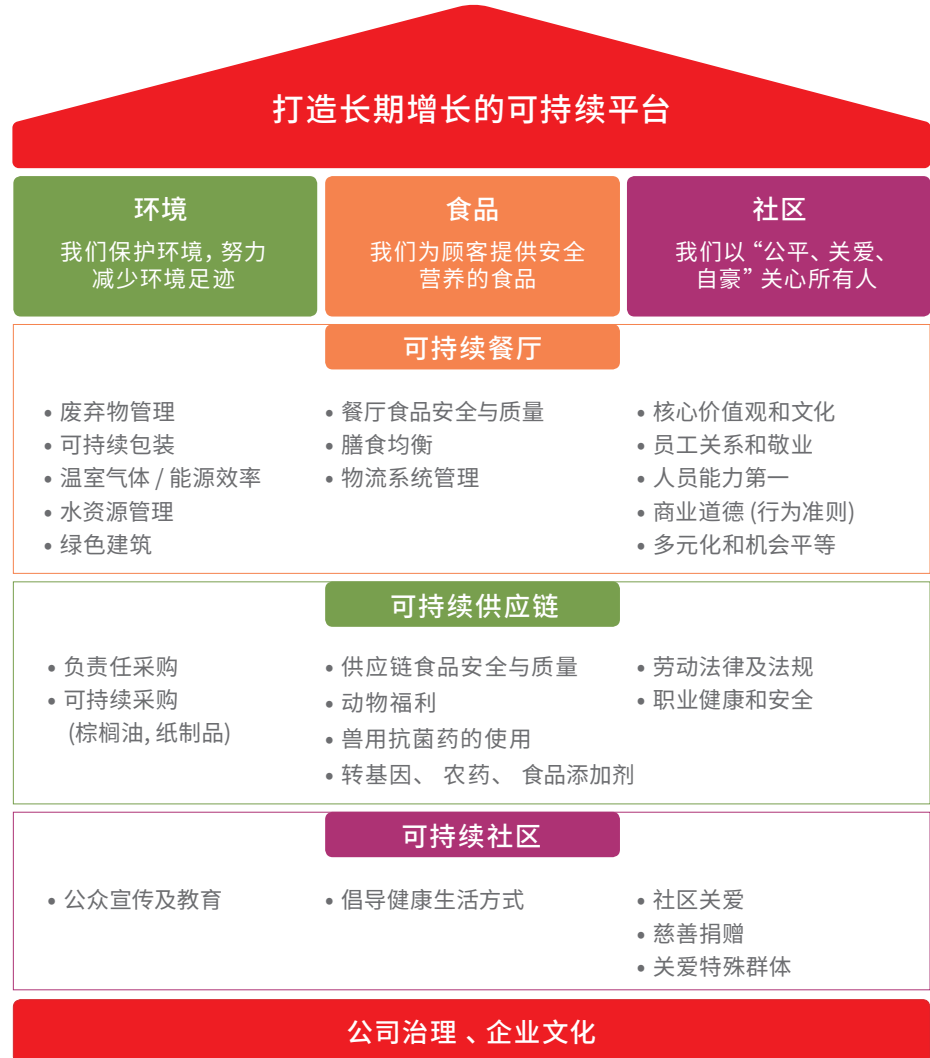 打造长期增长的可持续平台
环境
我们保护环境，努力
减少环境足迹
食品
我们为顾客提供安全
营养的食品
社区
我们以“公平、关爱、
自豪”关心所有人
可持续餐厅
• 废弃物管理
• 可持续包装
• 温室气体 / 能源效率
• 水资源管理
• 绿色建筑
• 餐厅食品安全与质量
• 膳食均衡
• 物流系统管理
• 核心价值观和文化
• 员工关系和敬业
• 人员能力第一
• 商业道德 (行为准则)
• 多元化和机会平等
可持续供应链
• 负责任采购
• 可持续采购
(棕榈油, 纸制品)
• 供应链食品安全与质量
• 动物福利
• 兽用抗菌药的使用
• 转基因、 农药、 食品添加剂
• 劳动法律及法规
• 职业健康和安全
可持续社区
• 公众宣传及教育
• 倡导健康生活方式
• 社区关爱
• 慈善捐赠
• 关爱特殊群体
公司治理 、企业文化